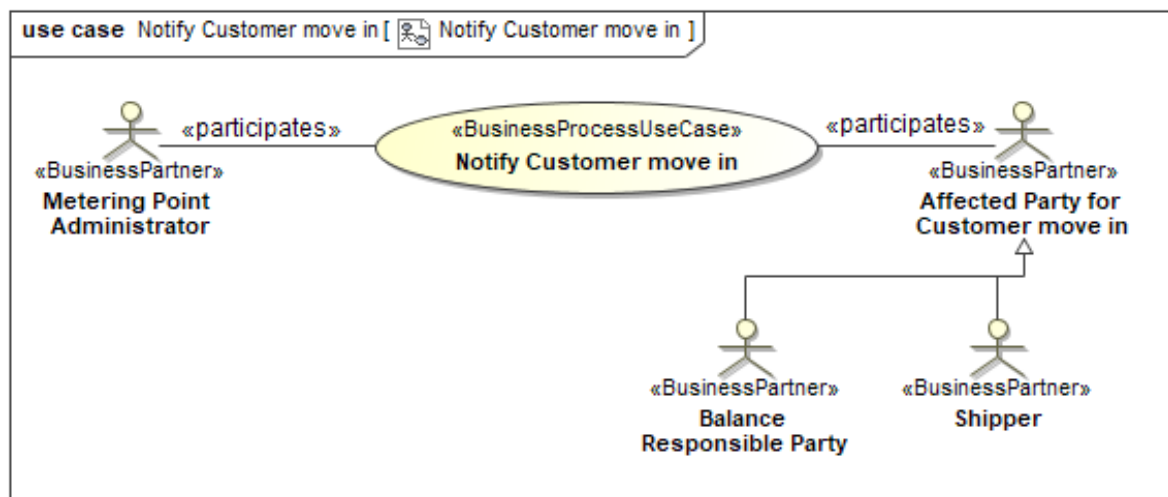 use case Notify Customer move in [ Notify Customer move in ]
«participates»
«BusinessPartner»
Metering Point
Administrator
«BusinessProcessUseCase»
Notify Customer move in
«participates»
«BusinessPartner»
Affected Party for
Customer move in
«BusinessPartner»
Balance
Responsible Party
«BusinessPartner»
Shipper